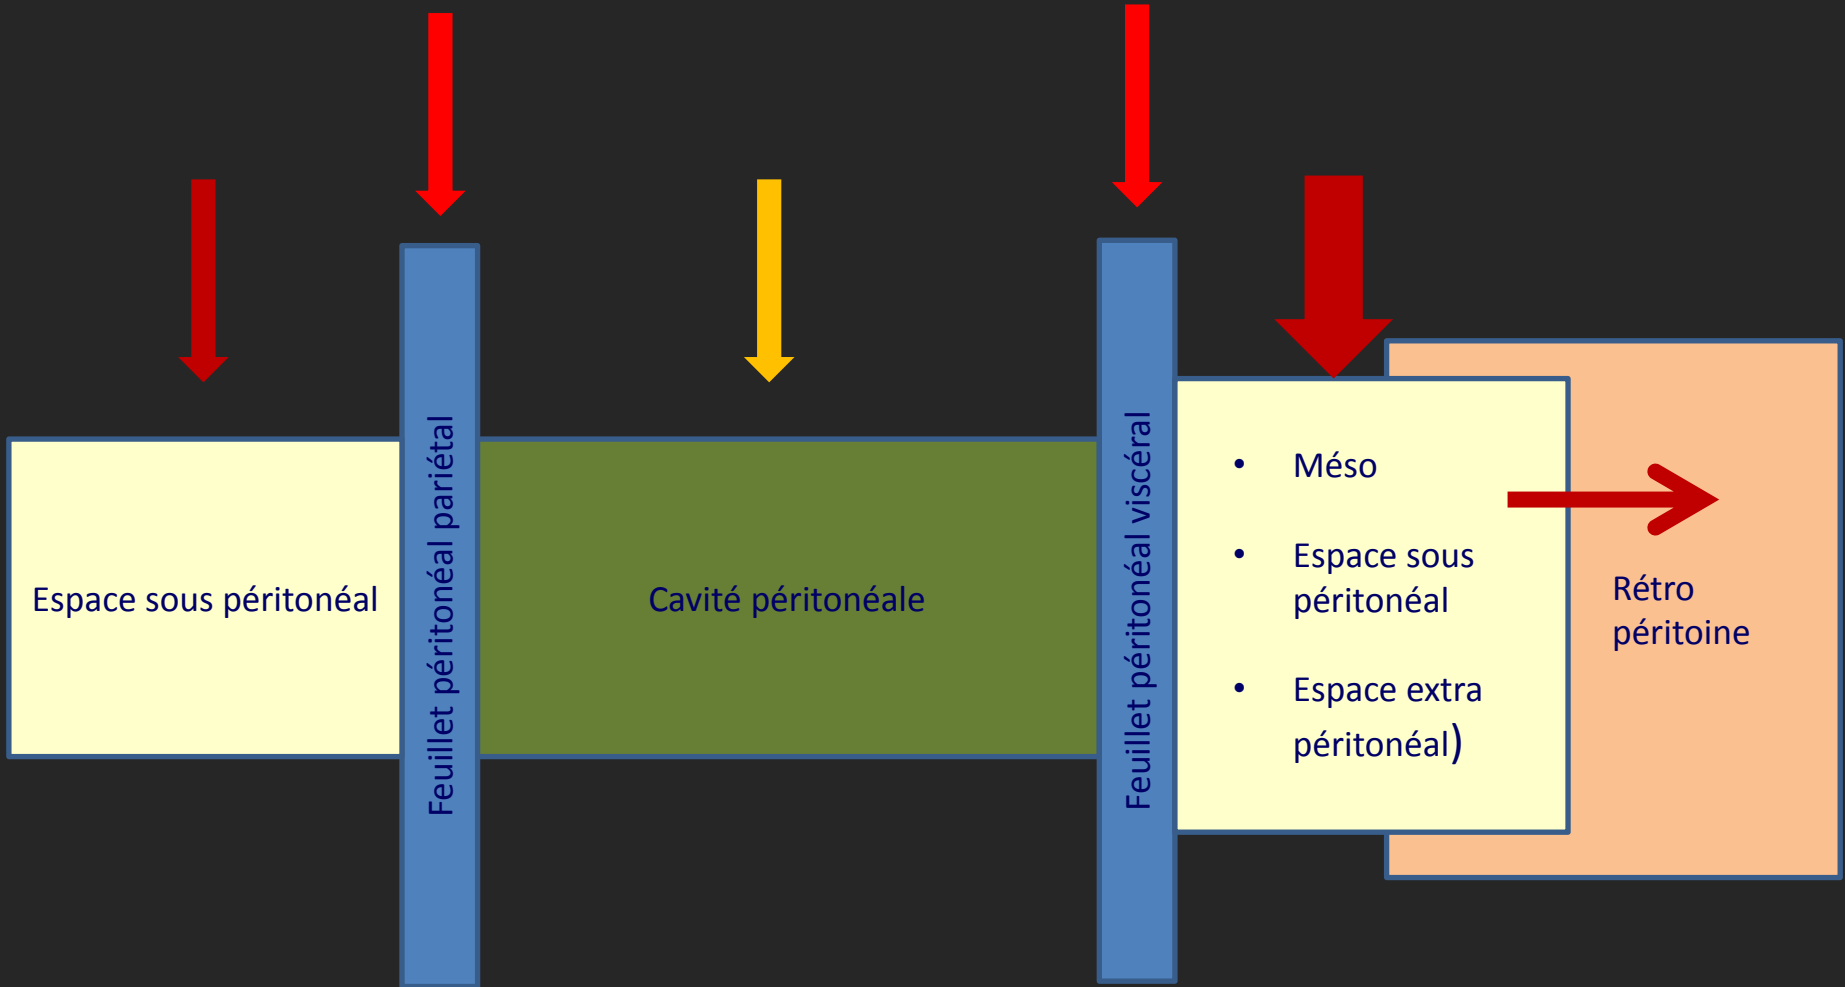 Espace sous péritonéal
Feuillet péritonéal pariétal
Cavité péritonéale
Feuillet péritonéal viscéral
• Méso
• Espace sous
péritonéal
• Espace extra
péritonéal)
Rétro
péritoine